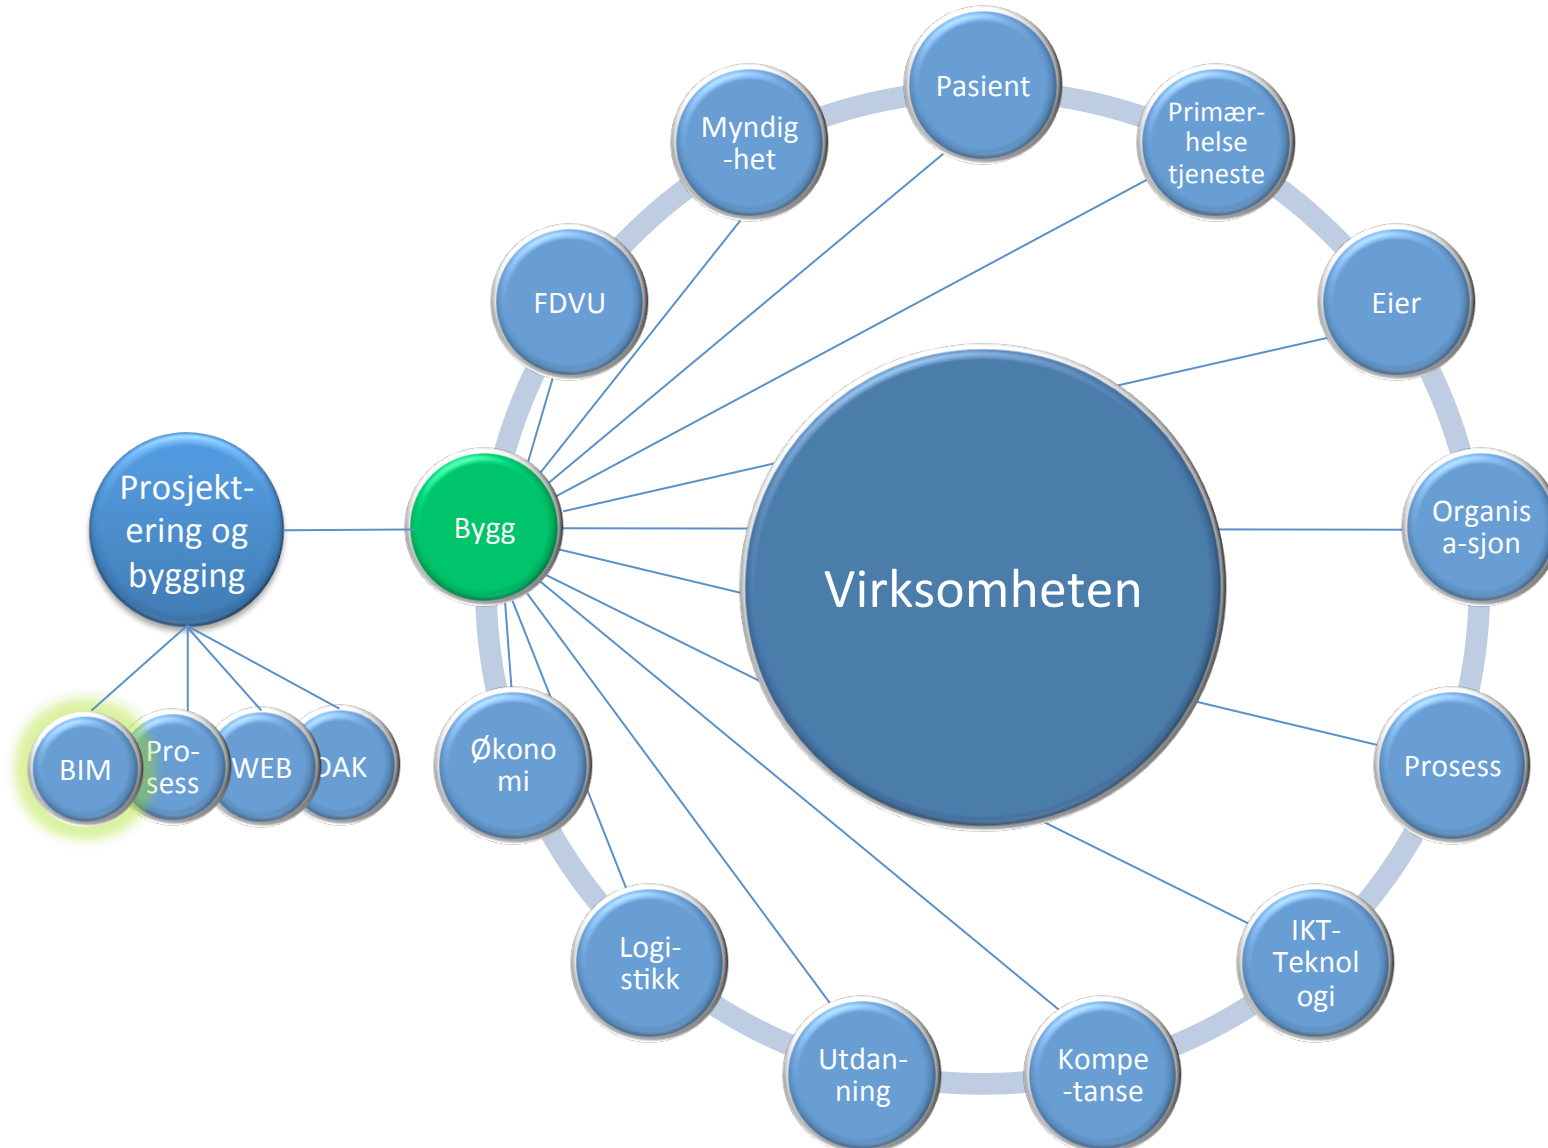 Pasient
Myndig
-het
Primær-
helse
tjeneste
FDVU
Eier
Prosjekt-
ering og
bygging
Bygg
Organis
a-sjon
Virksomheten
BIM
Pro-
sess
WEB
DAK
Økono
mi
Prosess
Logi-
stikk
IKT-
Teknol
ogi
Utdan-
ning
Kompe
-tanse